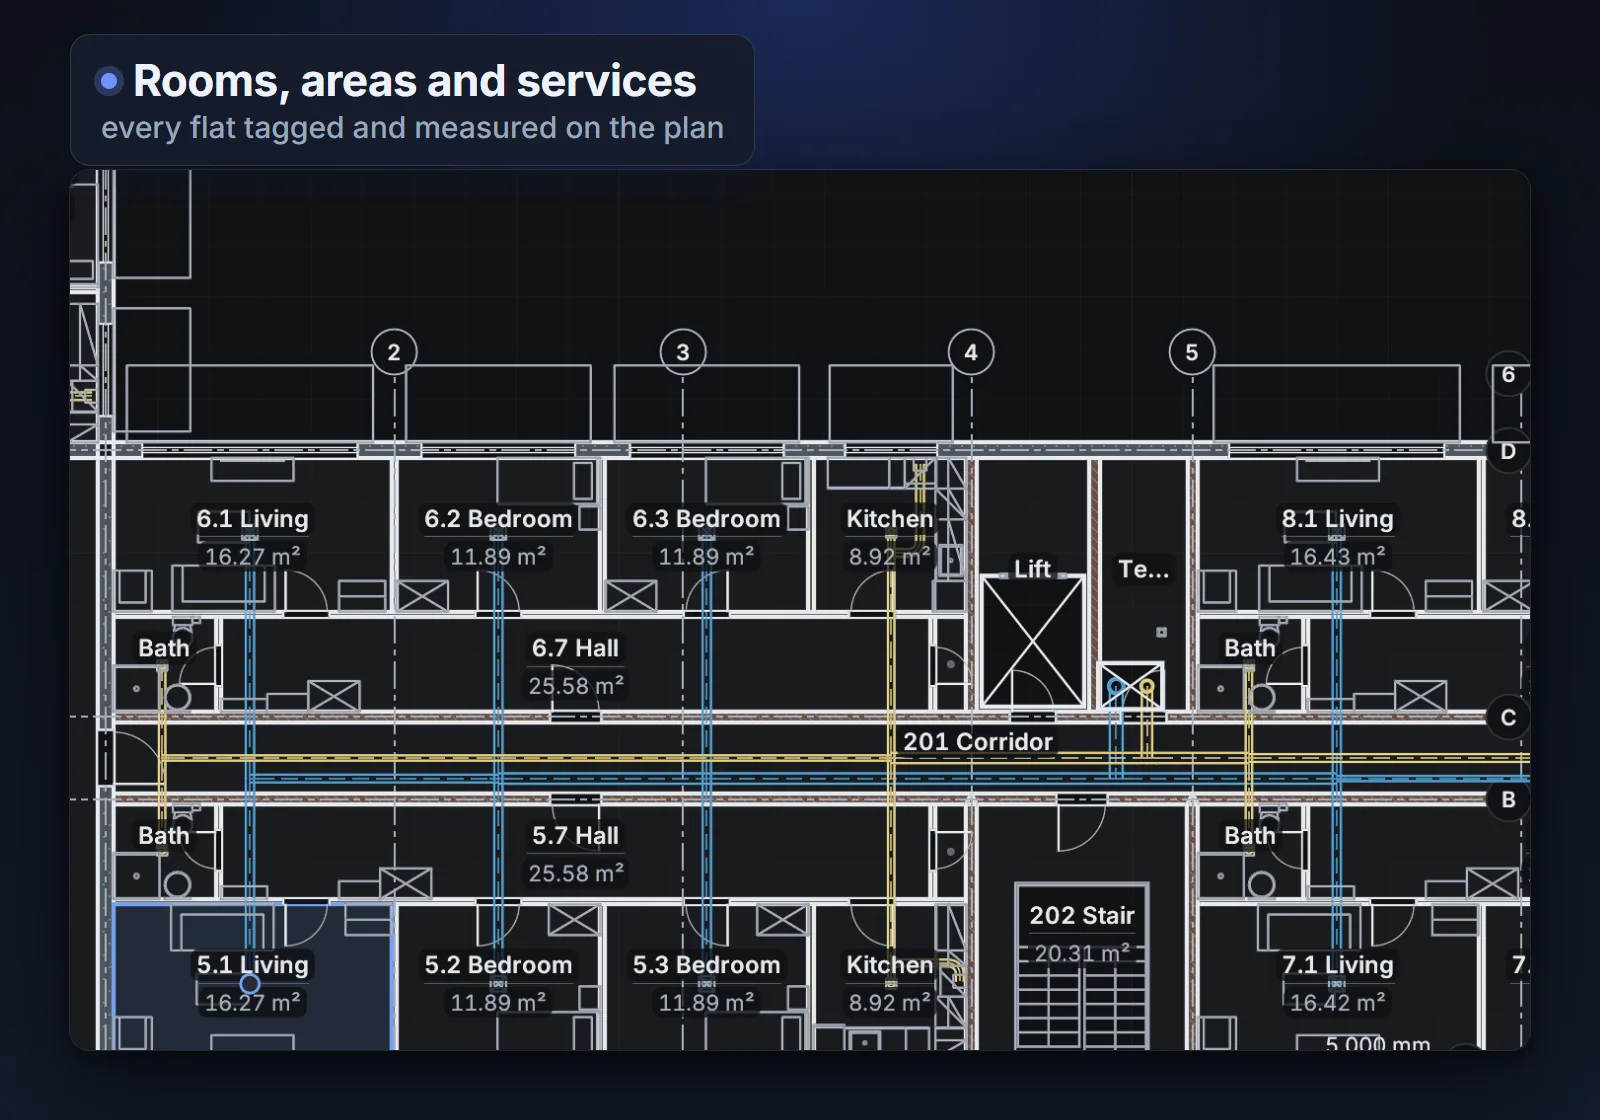 Rooms, areas and services
every flat tagged and measured on the plan
2
3
4
5
6
D
6.1 Living
16.27 m²
6.2 Bedroom
11.89 m²
6.3 Bedroom
11.89 m²
Kitchen
8.92 m²
Lift
Te...
8.1 Living
16.43 m²
8.
Bath
6.7 Hall
25.58 m²
Bath
C
201 Corridor
B
Bath
5.7 Hall
25.58 m²
Bath
202 Stair
20.31 m²
5.1 Living
16.27 m²
5.2 Bedroom
11.89 m²
5.3 Bedroom
11.89 m²
Kitchen
8.92 m²
7.1 Living
16.42 m²
7.
5 000 mm